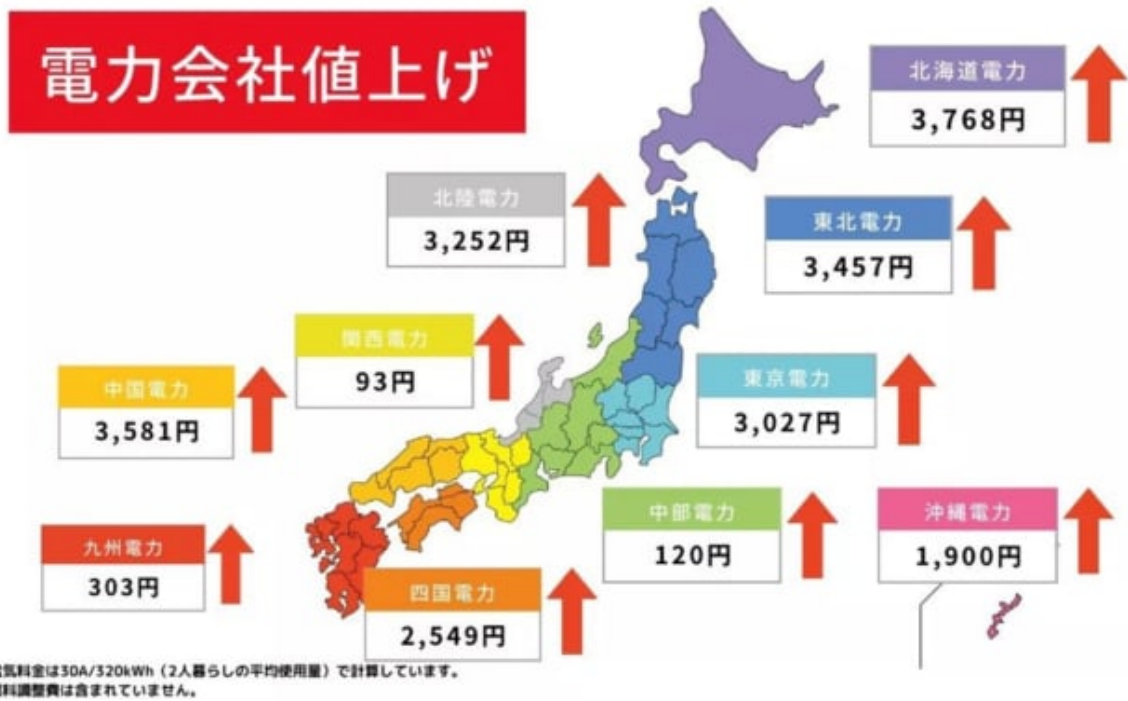 電力会社値上げ
北海道電力
3,768円
北陸電力
3,252円
東北電力
3,457円
関西電力
93円
東京電力
3,027円
中国電力
3,581円
中部電力
120円
沖縄電力
1,900円
九州電力
303円
四国電力
2,549円
気料金は30A/320kWh（2人暮らしの平均使用量）で計算しています。
料調整費は含まれていません。